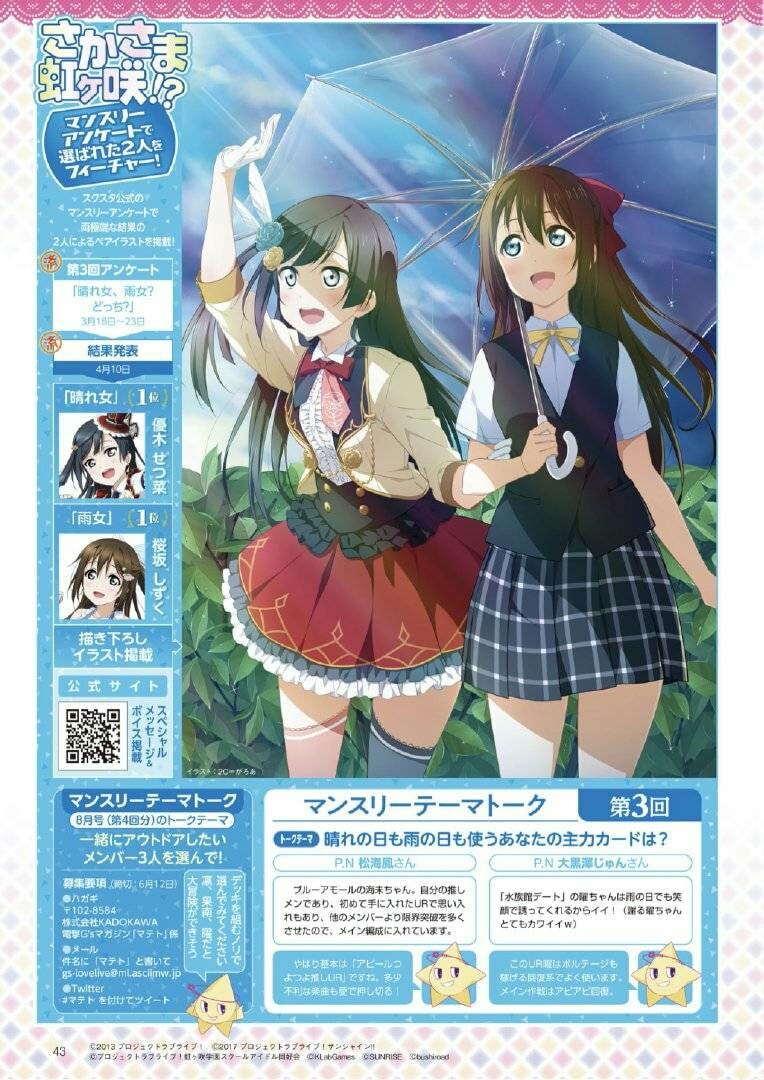 さかさま
虹ヶ咲!?
マンスリー
アンケートで
選ばれた2人を
フィーチャー!
スクスタ公式の
マンスリーアンケートで
両極端な結果の
2人によるペアイラストを掲載!
済
第3回アンケート
「晴れ女、雨女?
どっち?」
3月18日~23日
済
結果発表
4月10日
「晴れ女」1位
優木 せつ菜
「雨女」1位
桜坂 しずく
描き下ろし
イラスト掲載
公式サイト
スペシャル
メッセージ&
ボイス掲載
イラスト:2C=がろあ
マンスリーテーマトーク
8月号(第4回分)のトークテーマ
一緒にアウトドアしたい
メンバー3人を選んで!
募集要項(締切:6月12日)
●ハガキ
〒102-8584
株式会社KADOKAWA
電撃G'sマガジン「マテト」係
●メール
件名に「マテト」と書いて
gs-lovelive@ml.asciimw.jp
●Twitter
#マテト を付けてツイート
デッキを組むノリで
選んでみてください
凛、果南、曜だと
大冒険ができそう
マンスリーテーマトーク 第3回
トークテーマ 晴れの日も雨の日も使うあなたの主力カードは?
P.N 松海風さん
ブルーアモールの海未ちゃん。自分の推し
メンであり、初めて手に入れたURで思い入
れもあり、他のメンバーより限界突破を多く
させたので、メイン編成に入れています。
やはり基本は「アピールつ
よつよ推しUR」ですね。多少
不利な楽曲も愛で押し切る!
P.N 大黒澤じゅんさん
「水族館デート」の曜ちゃんは雨の日でも笑
顔で誘ってくれるからイイ!(謝る曜ちゃん
とてもカワイイw)
このUR曜はボルテージも
稼げる回復系でよく使います。
メイン作戦はアピアピ回復。
43
©2013 プロジェクトラブライブ! ©2017 プロジェクトラブライブ!サンシャイン!!
©プロジェクトラブライブ!虹ヶ咲学園スクールアイドル同好会 ©KLabGames ©SUNRISE ©bushiroad